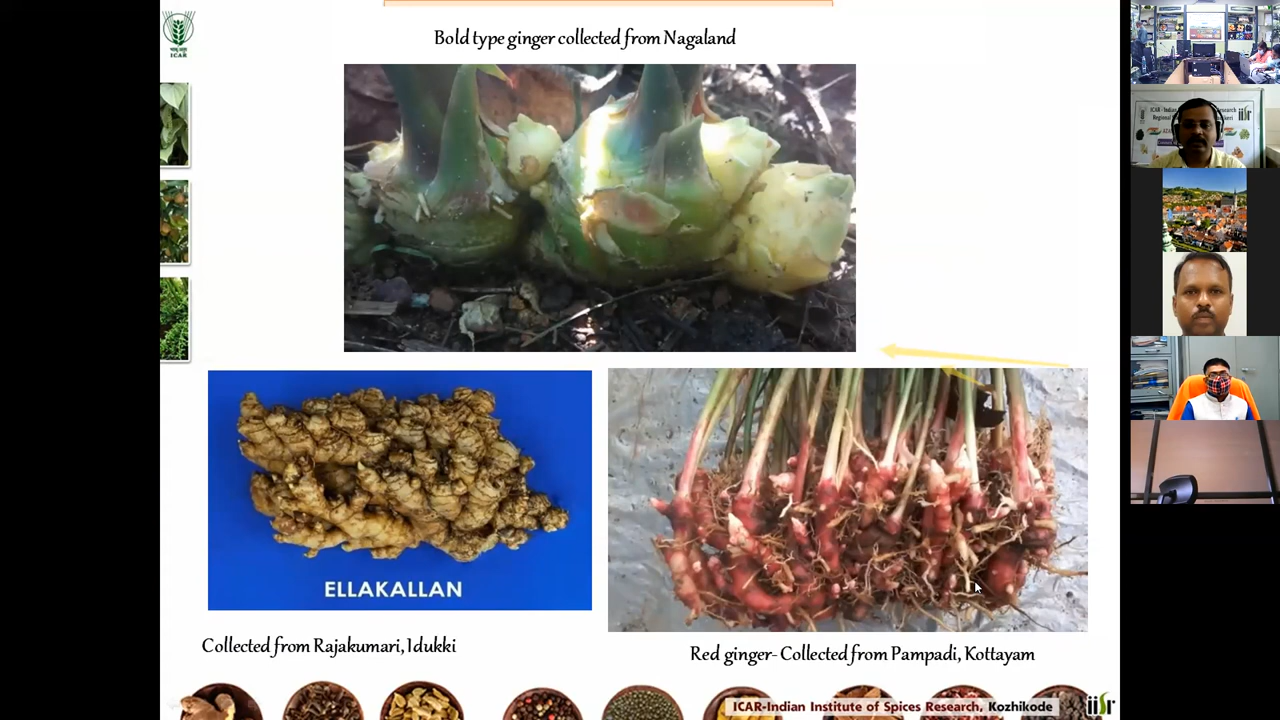 Bold type ginger collected from Nagaland
भाकृअनुप
ICAR
ELLAKALLAN
Collected from Rajakumari, Idukki
Red ginger- Collected from Pampadi, Kottayam
ICAR-Indian Institute of Spices Research, Kozhikode
iisr